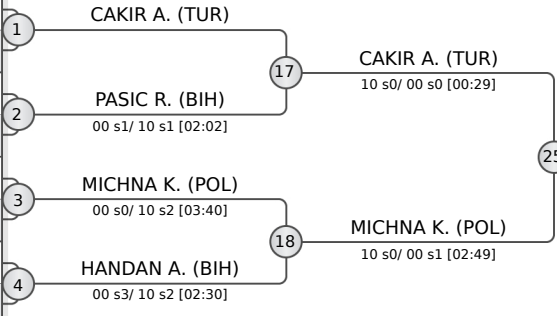 1
CAKIR A. (TUR)
17
CAKIR A. (TUR)
10 s0/ 00 s0 [00:29]
2
PASIC R. (BIH)
00 s1/ 10 s1 [02:02]
25
3
MICHNA K. (POL)
00 s0/ 10 s2 [03:40]
18
MICHNA K. (POL)
10 s0/ 00 s1 [02:49]
4
HANDAN A. (BIH)
00 s3/ 10 s2 [02:30]